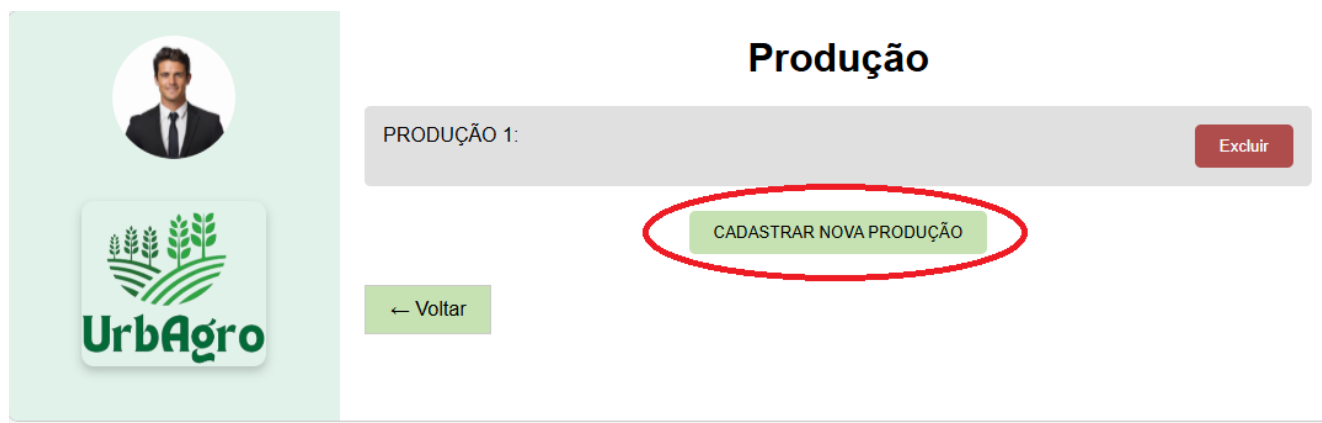 Produção
PRODUÇÃO 1:
Excluir
CADASTRAR NOVA PRODUÇÃO
← Voltar
UrbAgro